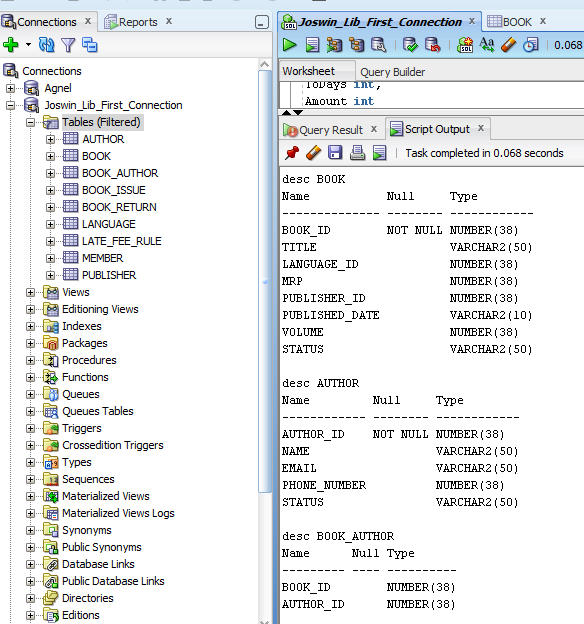 Connections x
Reports x
Connections
Agnel
Joswin_Lib_First_Connection
Tables (Filtered)
AUTHOR
BOOK
BOOK_AUTHOR
BOOK_ISSUE
BOOK_RETURN
LANGUAGE
LATE_FEE_RULE
MEMBER
PUBLISHER
Views
Editioning Views
Indexes
Packages
Procedures
Functions
Queues
Queues Tables
Triggers
Crossedition Triggers
Types
Sequences
Materialized Views
Materialized Views Logs
Synonyms
Public Synonyms
Database Links
Public Database Links
Directories
Editions
Joswin_Lib_First_Connection x
BOOK x
0.068
Worksheet Query Builder
ToDays int,
Amount int
Query Result x
Script Output x
Task completed in 0.068 seconds
desc BOOK
Name Null Type
-------------- -------- ------------
BOOK_ID NOT NULL NUMBER(38)
TITLE VARCHAR2(50)
LANGUAGE_ID NUMBER(38)
MRP NUMBER(38)
PUBLISHER_ID NUMBER(38)
PUBLISHED_DATE VARCHAR2(10)
VOLUME NUMBER(38)
STATUS VARCHAR2(50)
desc AUTHOR
Name Null Type
------------ -------- ------------
AUTHOR_ID NOT NULL NUMBER(38)
NAME VARCHAR2(50)
EMAIL VARCHAR2(50)
PHONE_NUMBER NUMBER(38)
STATUS VARCHAR2(50)
desc BOOK_AUTHOR
Name Null Type
--------- ---- ----------
BOOK_ID NUMBER(38)
AUTHOR_ID NUMBER(38)